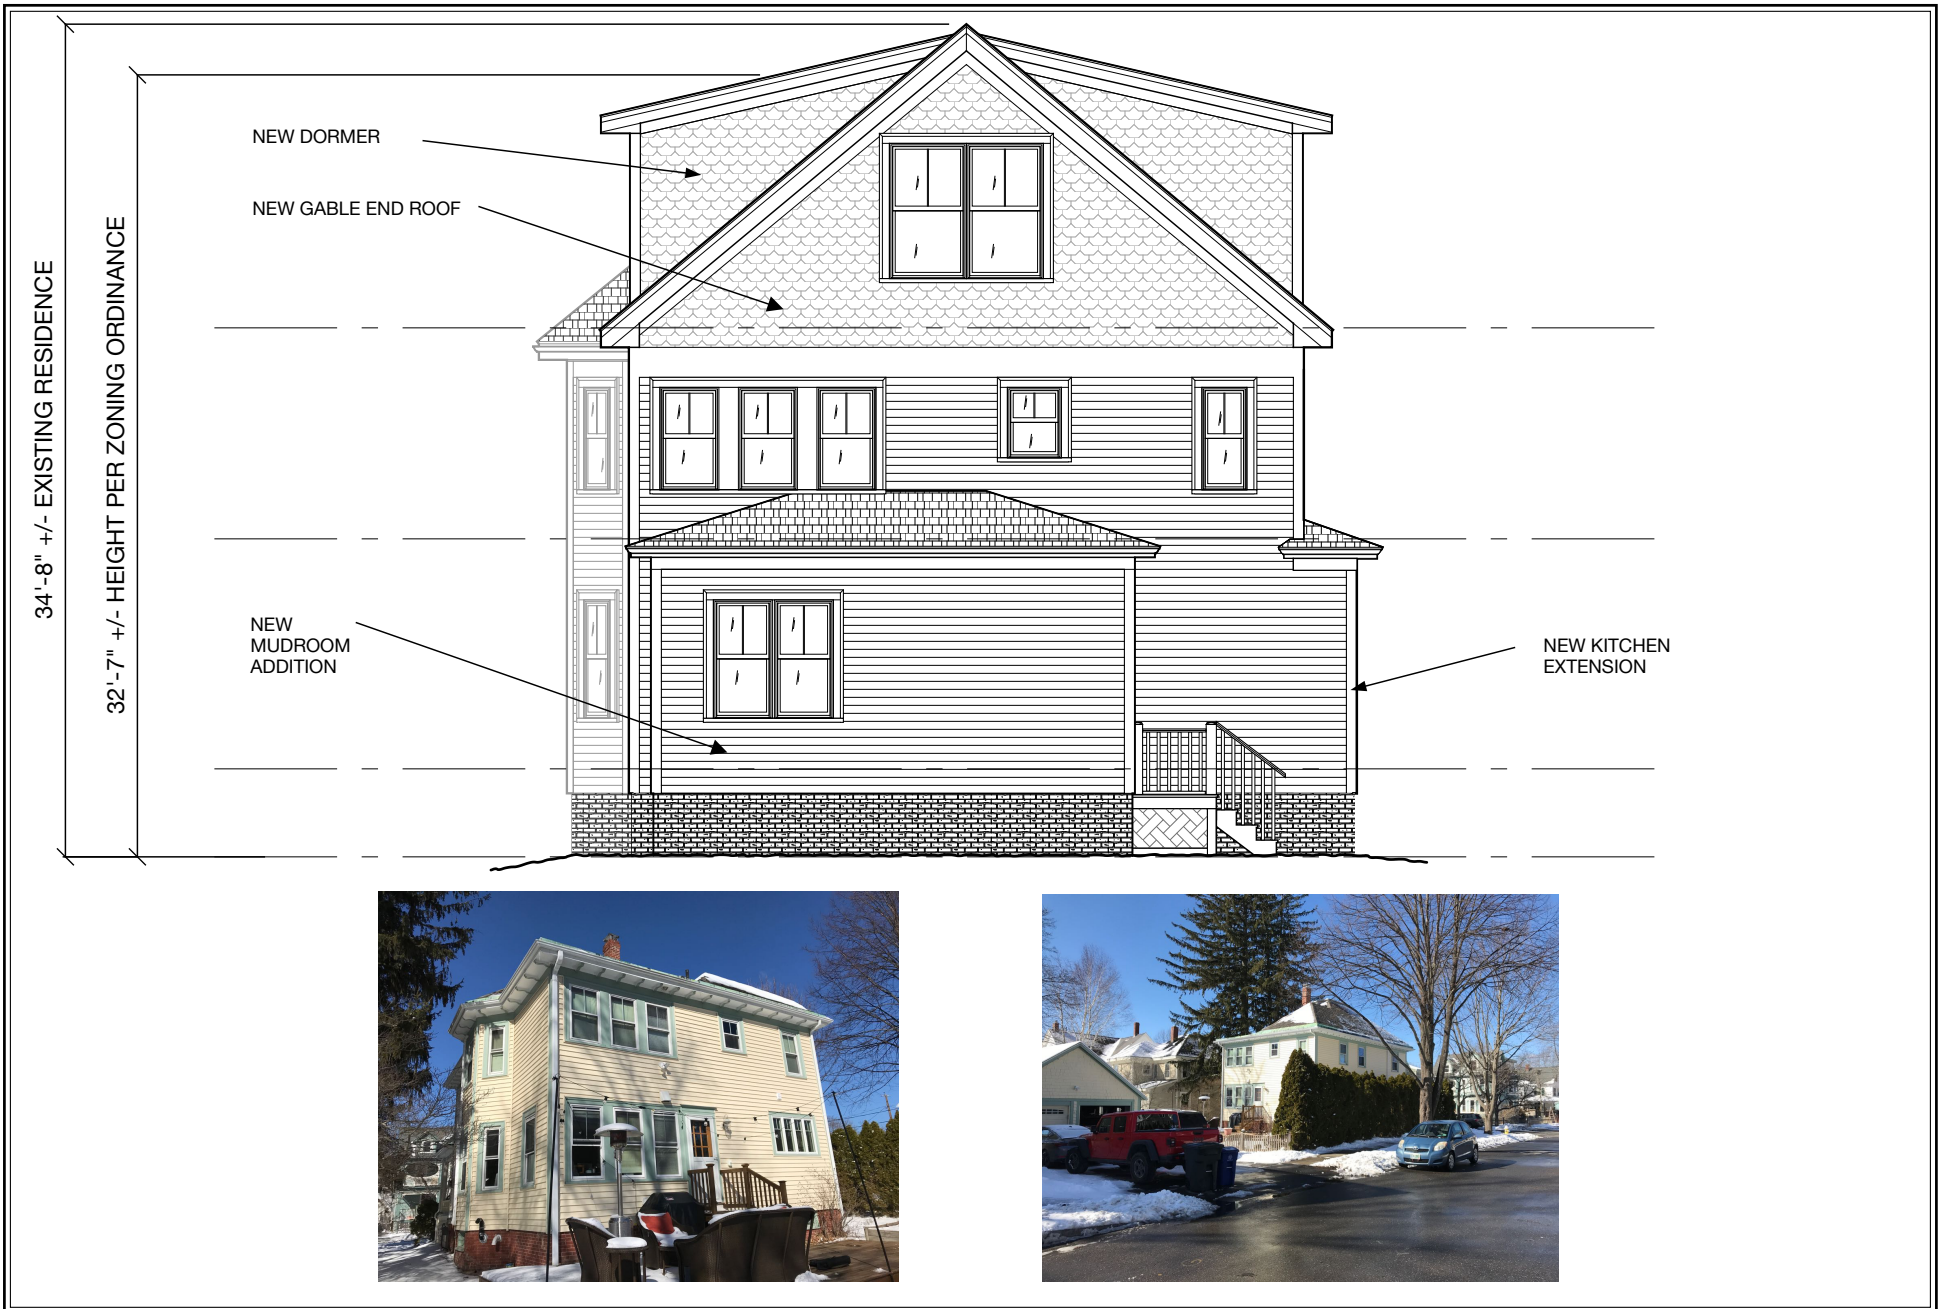 34'-8" +/- EXISTING RESIDENCE
32'-7" +/- HEIGHT PER ZONING ORDINANCE
NEW DORMER
NEW GABLE END ROOF
NEW
MUDROOM
ADDITION
NEW KITCHEN
EXTENSION